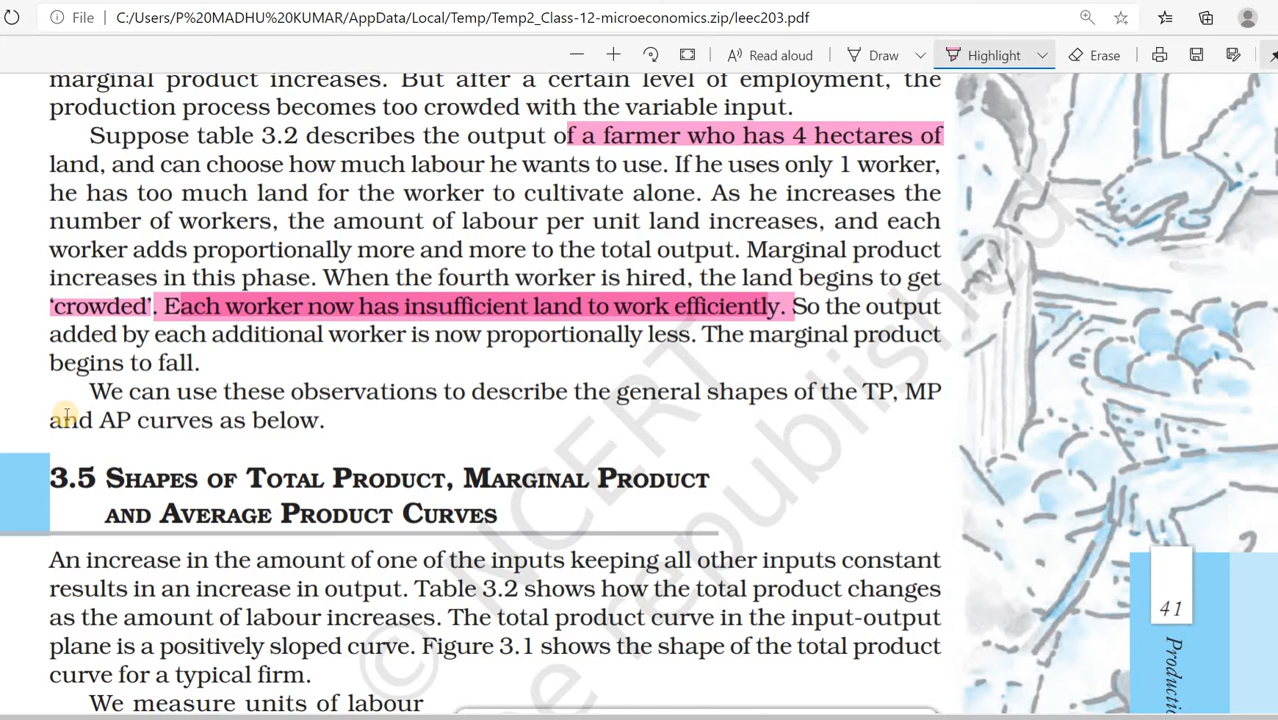 File
C:/Users/P%20MADHU%20KUMAR/AppData/Local/Temp/Temp2_Class-12-microeconomics.zip/leec203.pdf
Read aloud
Draw
Highlight
Erase
marginal product increases. But after a certain level of employment, the
production process becomes too crowded with the variable input.
Suppose table 3.2 describes the output of a farmer who has 4 hectares of
land, and can choose how much labour he wants to use. If he uses only 1 worker,
he has too much land for the worker to cultivate alone. As he increases the
number of workers, the amount of labour per unit land increases, and each
worker adds proportionally more and more to the total output. Marginal product
increases in this phase. When the fourth worker is hired, the land begins to get
‘crowded’. Each worker now has insufficient land to work efficiently. So the output
added by each additional worker is now proportionally less. The marginal product
begins to fall.
We can use these observations to describe the general shapes of the TP, MP
and AP curves as below.
3.5 SHAPES OF TOTAL PRODUCT, MARGINAL PRODUCT
AND AVERAGE PRODUCT CURVES
An increase in the amount of one of the inputs keeping all other inputs constant
results in an increase in output. Table 3.2 shows how the total product changes
as the amount of labour increases. The total product curve in the input-output
plane is a positively sloped curve. Figure 3.1 shows the shape of the total product
curve for a typical firm.
We measure units of labour
41
© NCERT
republished